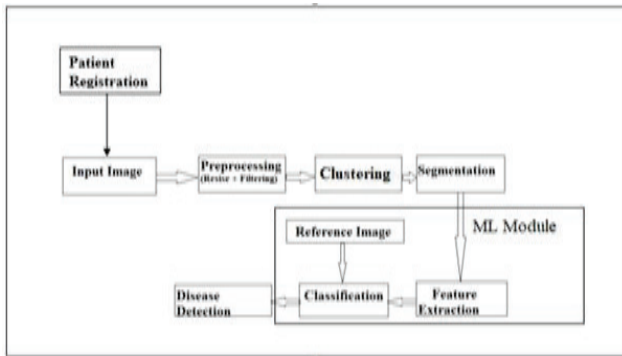 Patient
Registration
Input Image
Preprocessing
(Resize + Filtering)
Clustering
Segmentation
ML Module
Reference Image
Disease
Detection
Classification
Feature
Extraction